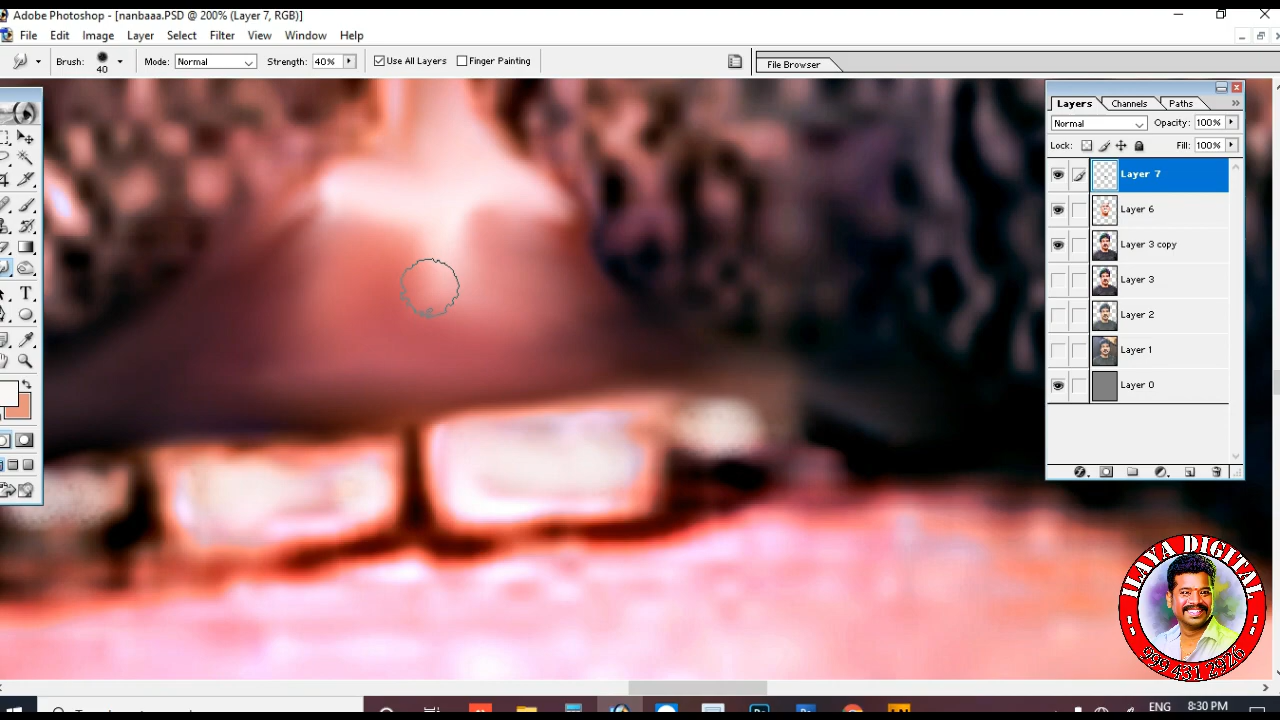 Adobe Photoshop - [nanbaaa.PSD @ 200% (Layer 7, RGB)]
File Edit Image Layer Select Filter View Window Help
Brush: 40 Mode: Normal Strength: 40% Use All Layers Finger Painting File Browser
Layers Channels Paths
Normal Opacity: 100%
Lock: Fill: 100%
Layer 7
Layer 6
Layer 3 copy
Layer 3
Layer 2
Layer 1
Layer 0
T
ILAYA DIGITAL
999 431 2926
ENG 8:30 PM